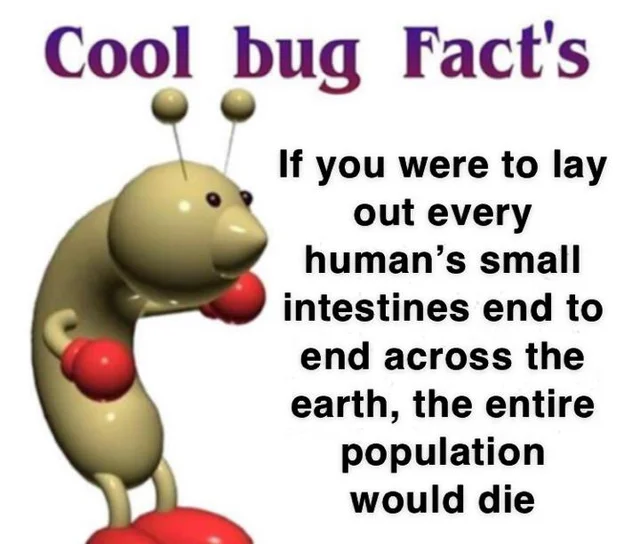 Cool bug Fact's
If you were to lay
out every
human’s small
intestines end to
end across the
earth, the entire
population
would die